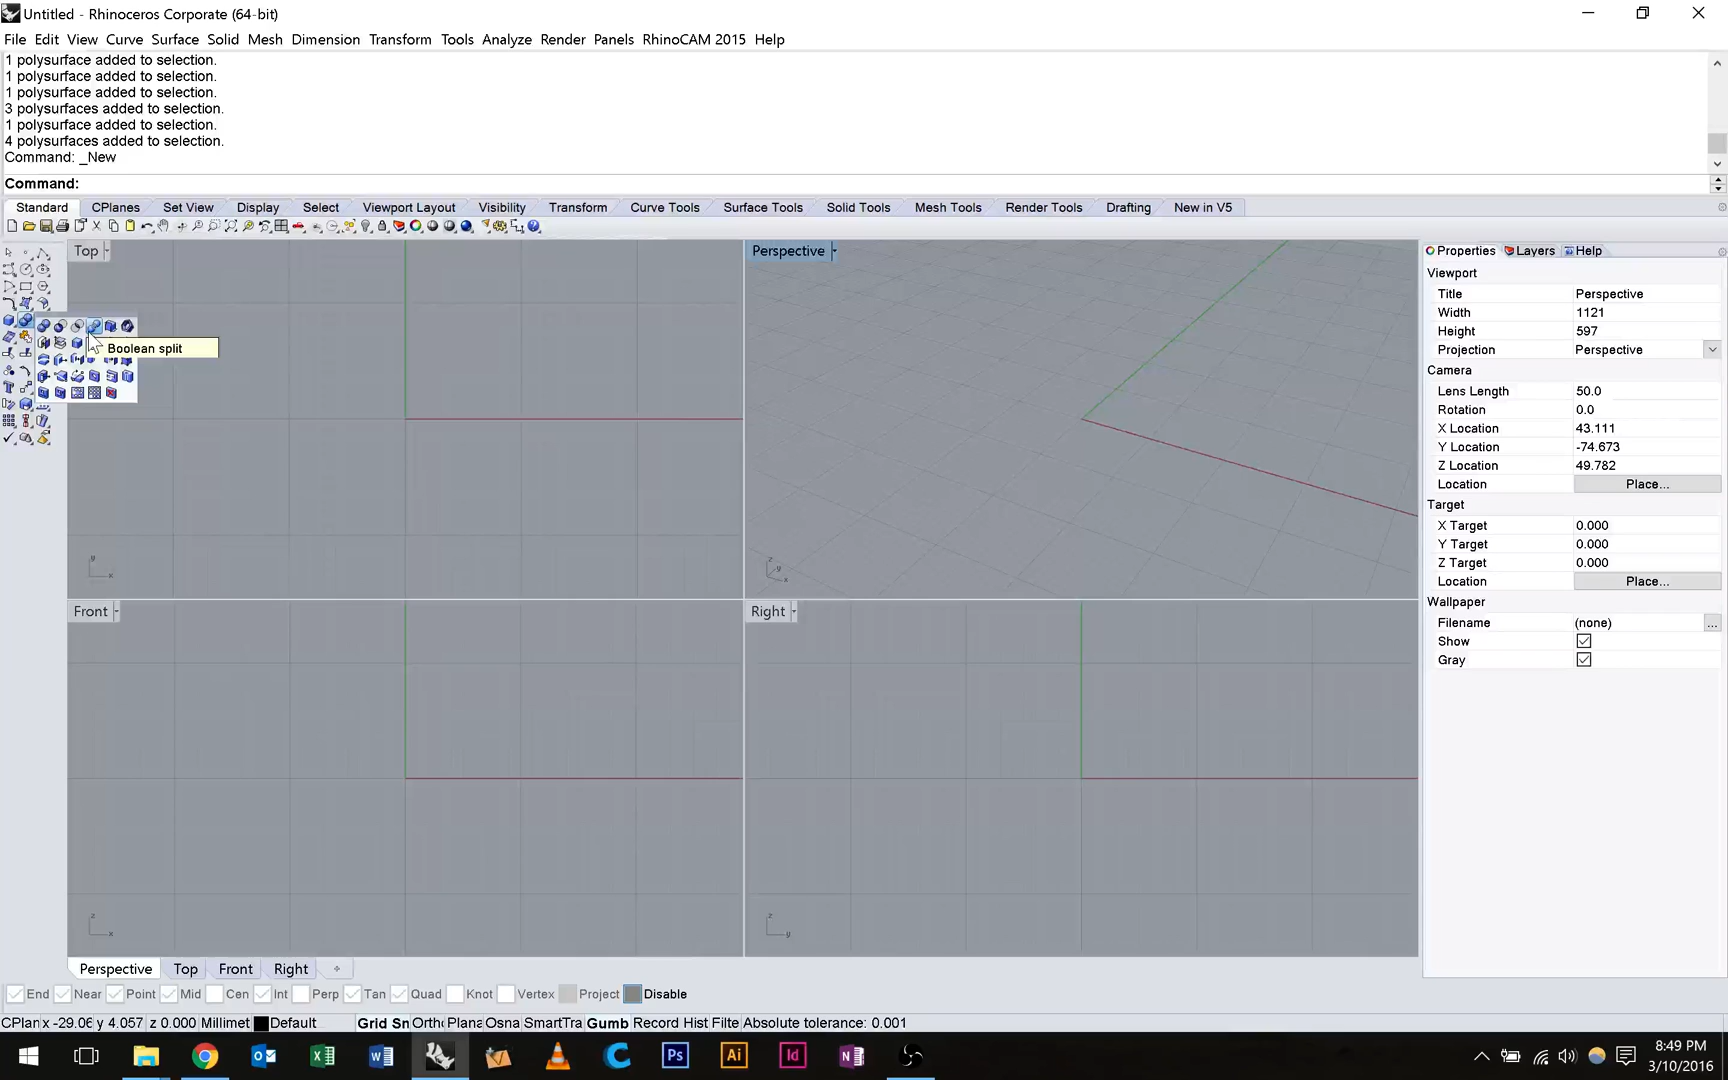 Untitled - Rhinoceros Corporate (64-bit)
File Edit View Curve Surface Solid Mesh Dimension Transform Tools Analyze Render Panels RhinoCAM 2015 Help
1 polysurface added to selection.
1 polysurface added to selection.
1 polysurface added to selection.
3 polysurfaces added to selection.
1 polysurface added to selection.
4 polysurfaces added to selection.
Command: _New
Command:
Standard CPlanes Set View Display Select Viewport Layout Visibility Transform Curve Tools Surface Tools Solid Tools Mesh Tools Render Tools Drafting New in V5
Top
Perspective
Boolean split
y
x
z
y
x
Front
Right
z
x
z
y
Properties Layers Help
Viewport
Title Perspective
Width 1121
Height 597
Projection Perspective
Camera
Lens Length 50.0
Rotation 0.0
X Location 43.111
Y Location -74.673
Z Location 49.782
Location Place...
Target
X Target 0.000
Y Target 0.000
Z Target 0.000
Location Place...
Wallpaper
Filename (none) ...
Show
Gray
Perspective Top Front Right
End Near Point Mid Cen Int Perp Tan Quad Knot Vertex Project Disable
CPlan x -29.06 y 4.057 z 0.000 Millimet Default Grid Sn Ortho Plana Osna SmartTra Gumb Record Hist Filte Absolute tolerance: 0.001
Ps Ai Id N
8:49 PM
3/10/2016